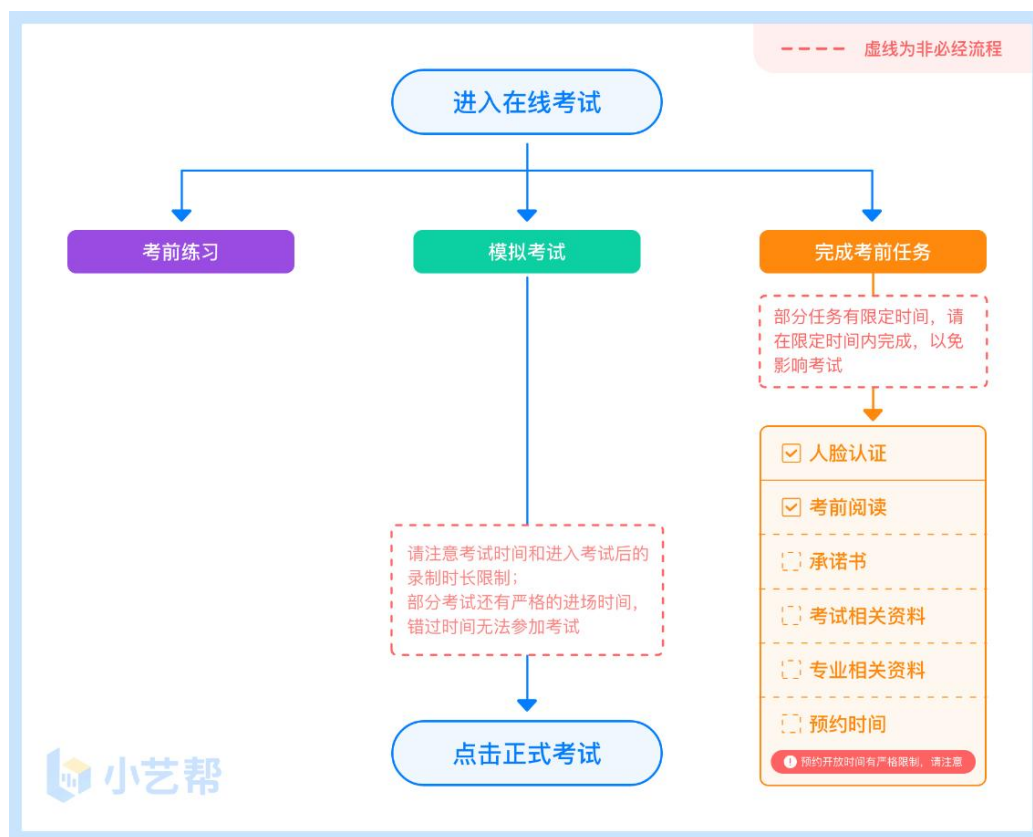 虚线为非必经流程
进入在线考试
考前练习
模拟考试
完成考前任务
部分任务有限定时间，请
在限定时间内完成，以免
影响考试
人脸认证
考前阅读
承诺书
考试相关资料
专业相关资料
预约时间
预约开放时间有严格限制，请注意
请注意考试时间和进入考试后的
录制时长限制；
部分考试还有严格的进场时间，
错过时间无法参加考试
点击正式考试
小艺帮